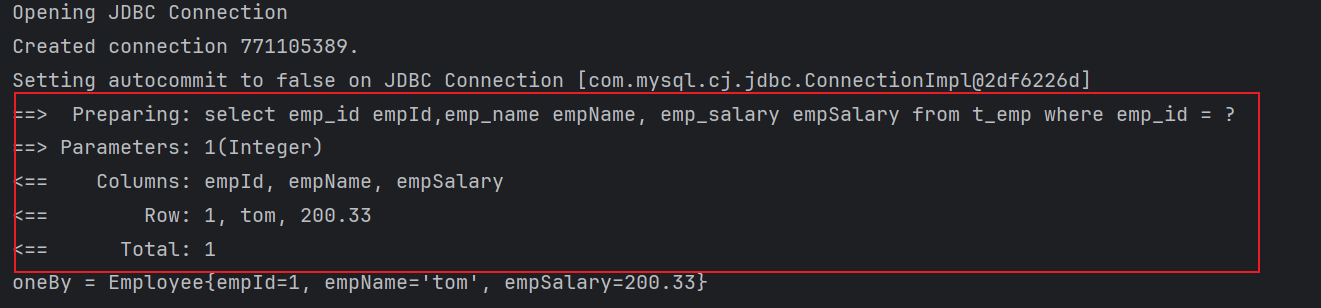 Opening JDBC Connection
Created connection 771105389.
Setting autocommit to false on JDBC Connection [com.mysql.cj.jdbc.ConnectionImpl@2df6226d]
==>  Preparing: select emp_id empId,emp_name empName, emp_salary empSalary from t_emp where emp_id = ?
==> Parameters: 1(Integer)
<==    Columns: empId, empName, empSalary
<==        Row: 1, tom, 200.33
<==      Total: 1
oneBy = Employee{empId=1, empName='tom', empSalary=200.33}